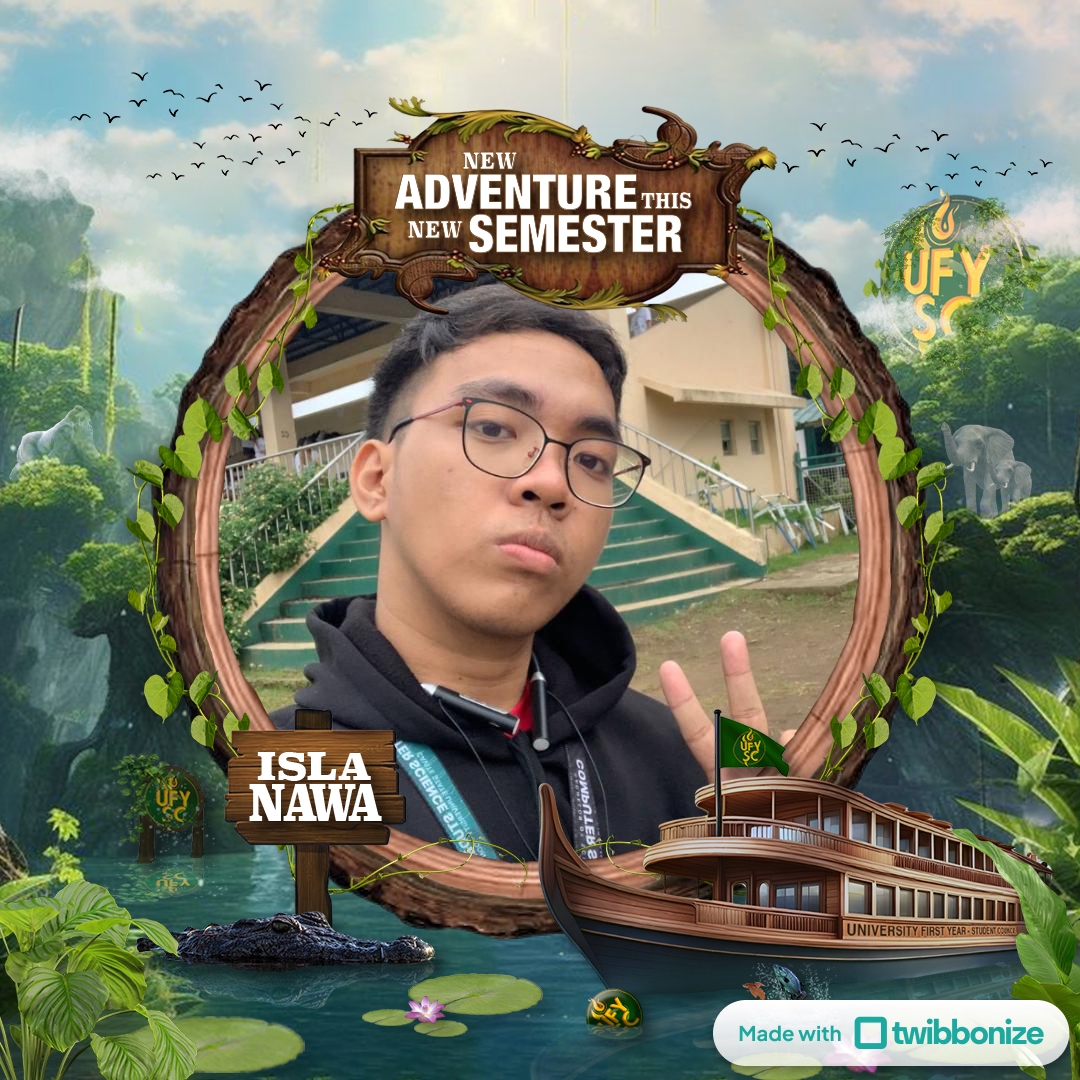 NEW
ADVENTURE THIS
NEW SEMESTER
UFY
SC
UFY
SC
ISLA
NAWA
UFY
SC
COMPUTER S
UNIVERSITY FIRST YEAR - STUDENT COUNCIL
Made with twibbonize